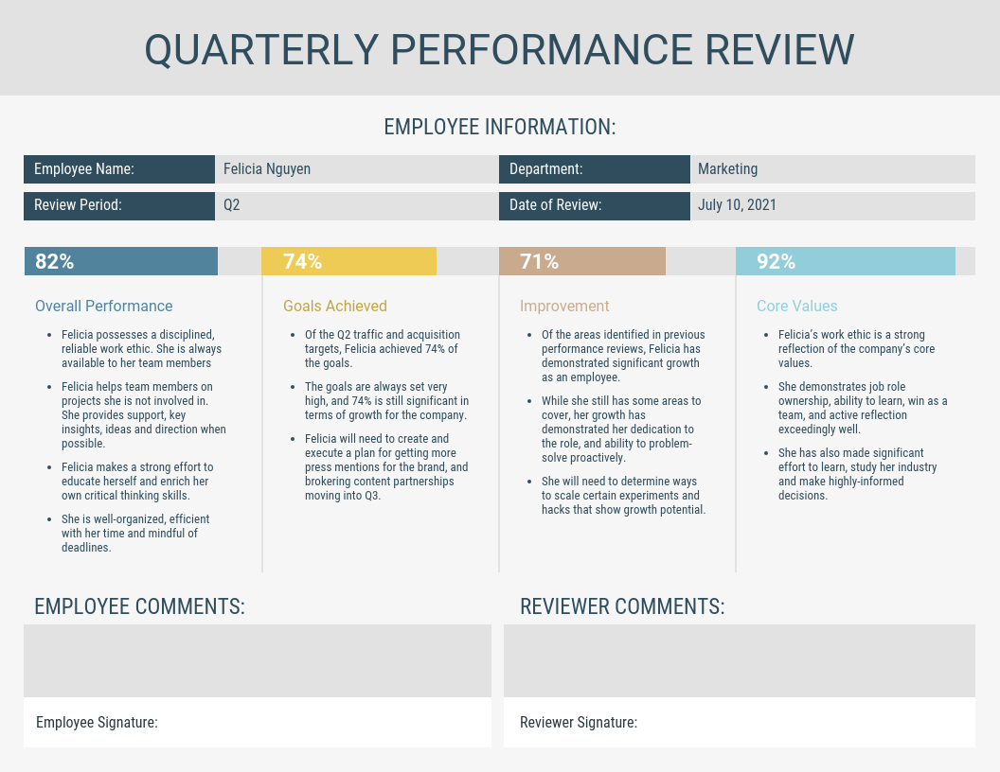 QUARTERLY PERFORMANCE REVIEW
EMPLOYEE INFORMATION:
Employee Name: Felicia Nguyen Department: Marketing
Review Period: Q2 Date of Review: July 10, 2021
82% 74% 71% 92%
Overall Performance
• Felicia possesses a disciplined,
reliable work ethic. She is always
available to her team members
• Felicia helps team members on
projects she is not involved in.
She provides support, key
insights, ideas and direction when
possible.
• Felicia makes a strong effort to
educate herself and enrich her
own critical thinking skills.
• She is well-organized, efficient
with her time and mindful of
deadlines.
Goals Achieved
• Of the Q2 traffic and acquisition
targets, Felicia achieved 74% of
the goals.
• The goals are always set very
high, and 74% is still significant in
terms of growth for the company.
• Felicia will need to create and
execute a plan for getting more
press mentions for the brand, and
brokering content partnerships
moving into Q3.
Improvement
• Of the areas identified in previous
performance reviews, Felicia has
demonstrated significant growth
as an employee.
• While she still has some areas to
cover, her growth has
demonstrated her dedication to
the role, and ability to problem-
solve proactively.
• She will need to determine ways
to scale certain experiments and
hacks that show growth potential.
Core Values
• Felicia's work ethic is a strong
reflection of the company's core
values.
• She demonstrates job role
ownership, ability to learn, win as a
team, and active reflection
exceedingly well.
• She has also made significant
effort to learn, study her industry
and make highly-informed
decisions.
EMPLOYEE COMMENTS:
Employee Signature:
REVIEWER COMMENTS:
Reviewer Signature: